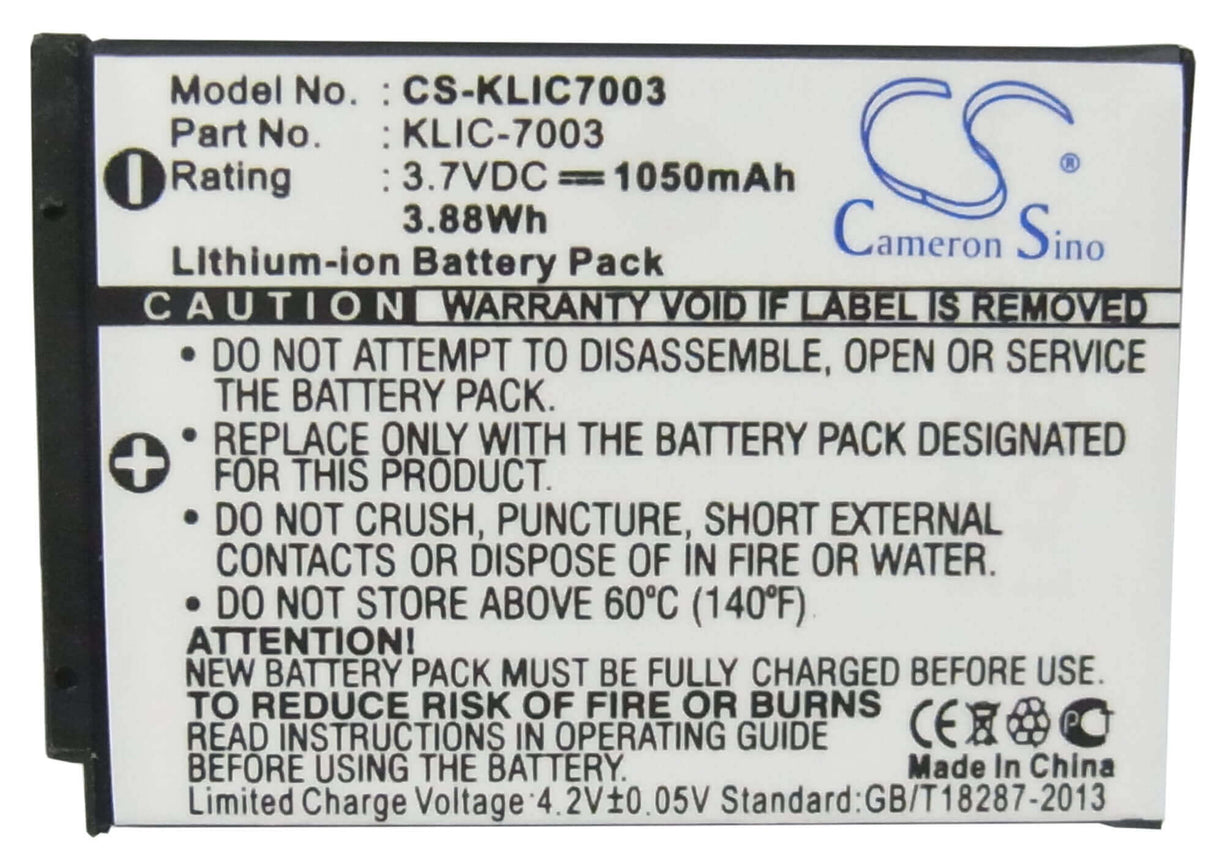 Model No. : CS-KLIC7003
Part No. : KLIC-7003
Rating : 3.7VDC ⎓ 1050mAh
3.88Wh
Lithium-ion Battery Pack
CS ®
Cameron Sino
CAUTION WARRANTY VOID IF LABEL IS REMOVED
• DO NOT ATTEMPT TO DISASSEMBLE, OPEN OR SERVICE
THE BATTERY PACK.
• REPLACE ONLY WITH THE BATTERY PACK DESIGNATED
FOR THIS PRODUCT.
• DO NOT CRUSH, PUNCTURE, SHORT EXTERNAL
CONTACTS OR DISPOSE OF IN FIRE OR WATER.
• DO NOT STORE ABOVE 60°C (140°F)
ATTENTION!
NEW BATTERY PACK MUST BE FULLY CHARGED BEFORE USE.
TO REDUCE RISK OF FIRE OR BURNS
READ INSTRUCTIONS IN OPERATING GUIDE
BEFORE USING THE BATTERY.
CE PCT
Made In China
Limited Charge Voltage:4.2V±0.05V Standard:GB/T18287-2013